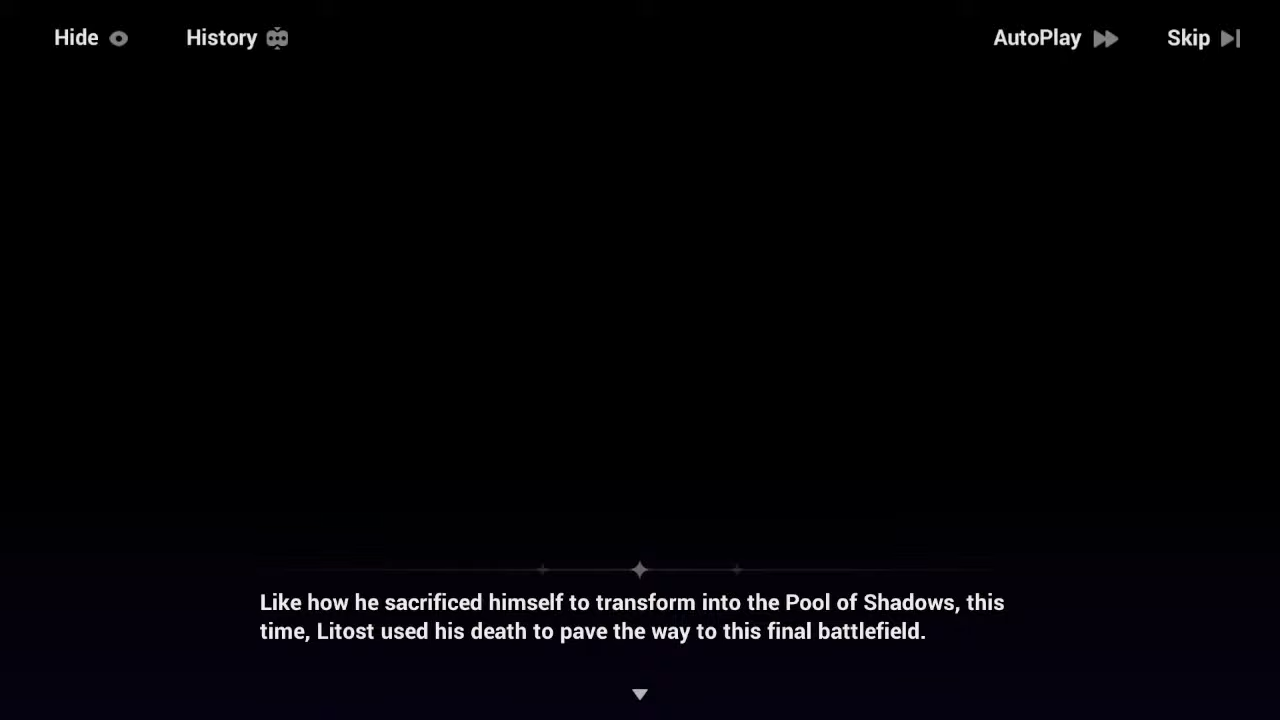 Hide
History
AutoPlay
Skip
Like how he sacrificed himself to transform into the Pool of Shadows, this
time, Litost used his death to pave the way to this final battlefield.